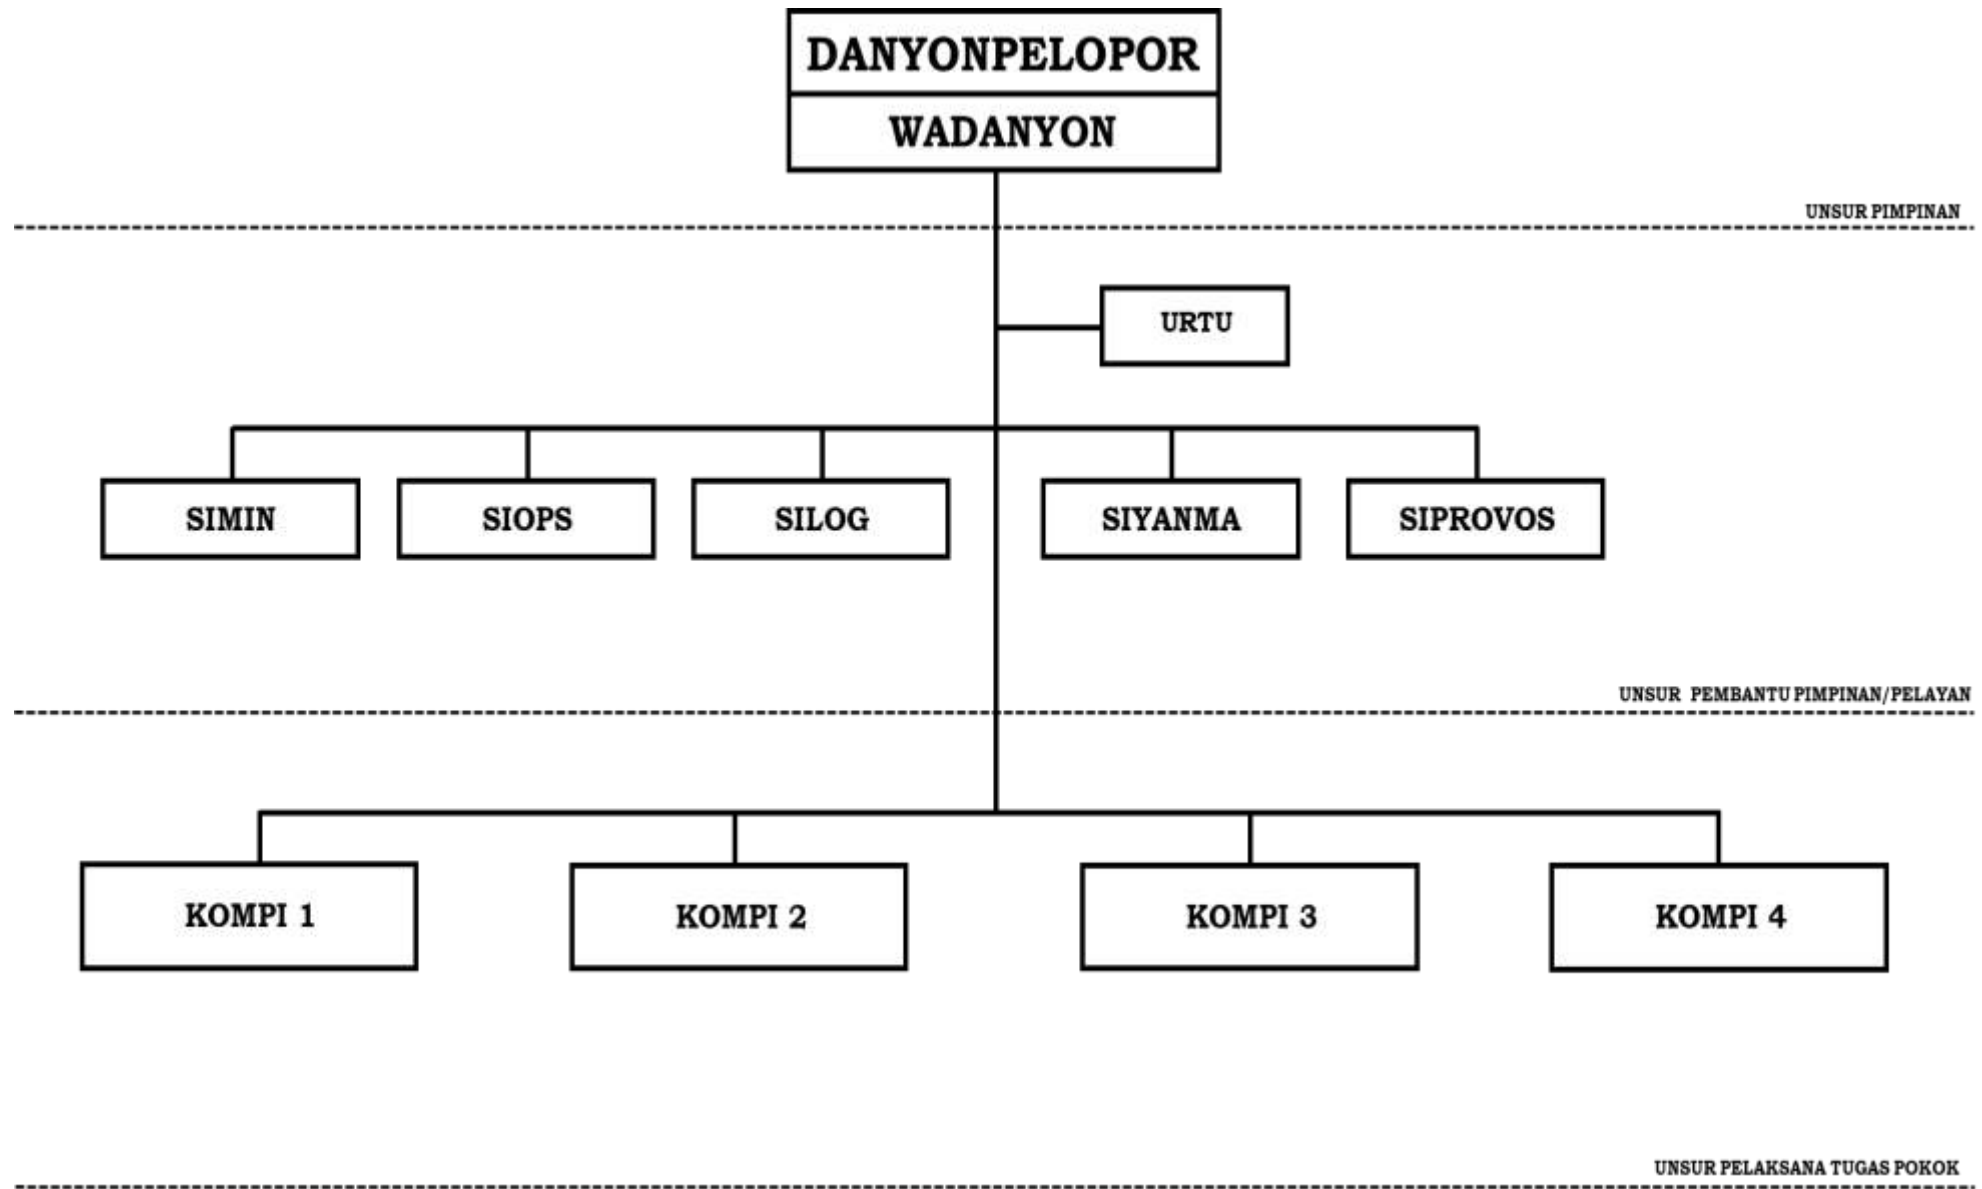 DANYONPELOPOR
WADANYON
UNSUR PIMPINAN
URTU
SIMIN
SIOPS
SILOG
SIYANMA
SIPROVOS
UNSUR PEMBANTU PIMPINAN/PELAYAN
KOMPI 1
KOMPI 2
KOMPI 3
KOMPI 4
UNSUR PELAKSANA TUGAS POKOK